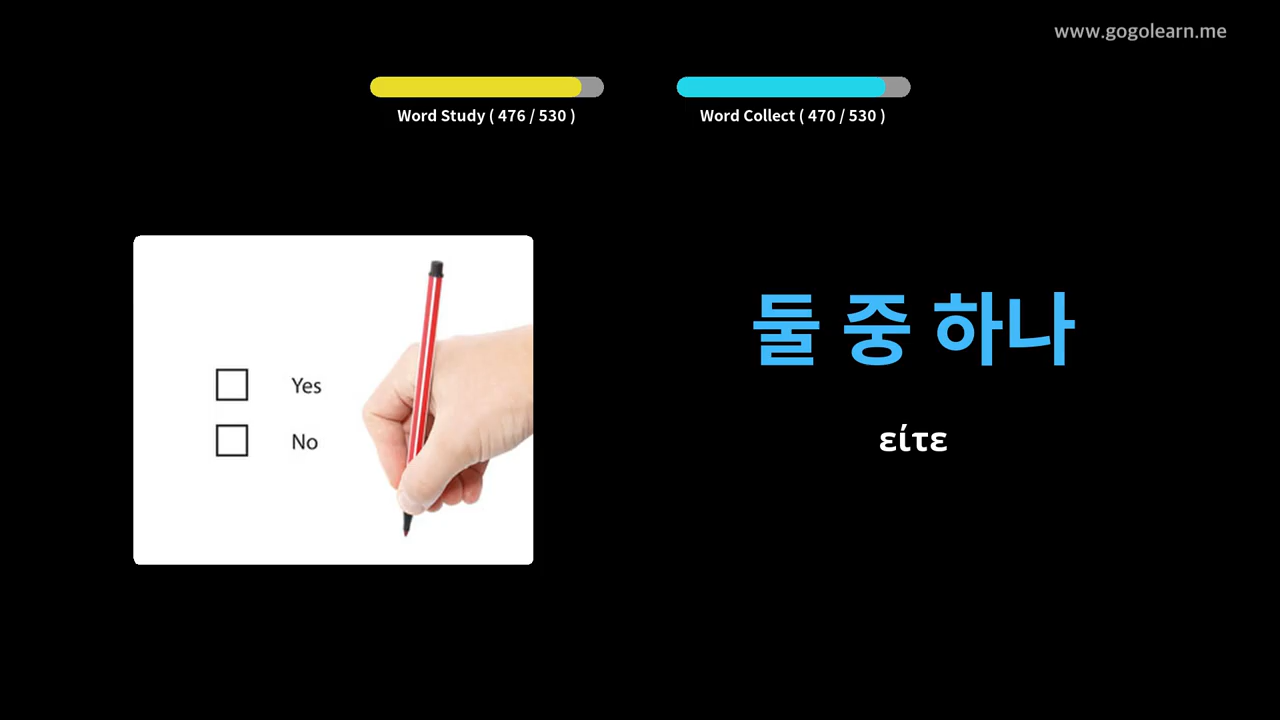 www.gogolearn.me
Word Study ( 476 / 530 )
Word Collect ( 470 / 530 )
Yes
No
둘 중 하나
είτε